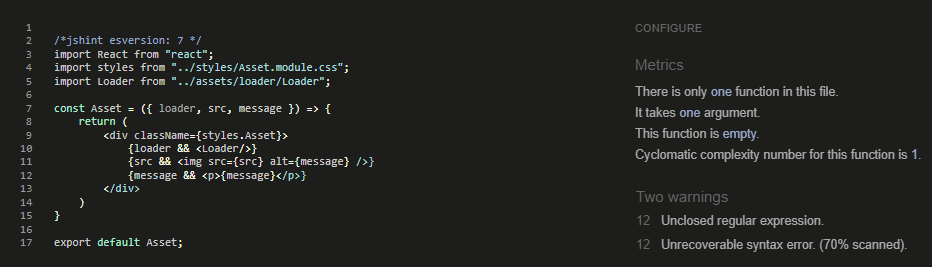 1
2 /*jshint esversion: 7 */
3 import React from "react";
4 import styles from "../styles/Asset.module.css";
5 import Loader from "../assets/loader/Loader";
6
7 const Asset = ({ loader, src, message }) => {
8     return (
9         <div className={styles.Asset}>
10             {loader && <Loader/>}
11             {src && <img src={src} alt={message} />}
12             {message && <p>{message}</p>}
13         </div>
14     )
15 }
16
17 export default Asset;
CONFIGURE
Metrics
There is only one function in this file.
It takes one argument.
This function is empty.
Cyclomatic complexity number for this function is 1.
Two warnings
12 Unclosed regular expression.
12 Unrecoverable syntax error. (70% scanned).